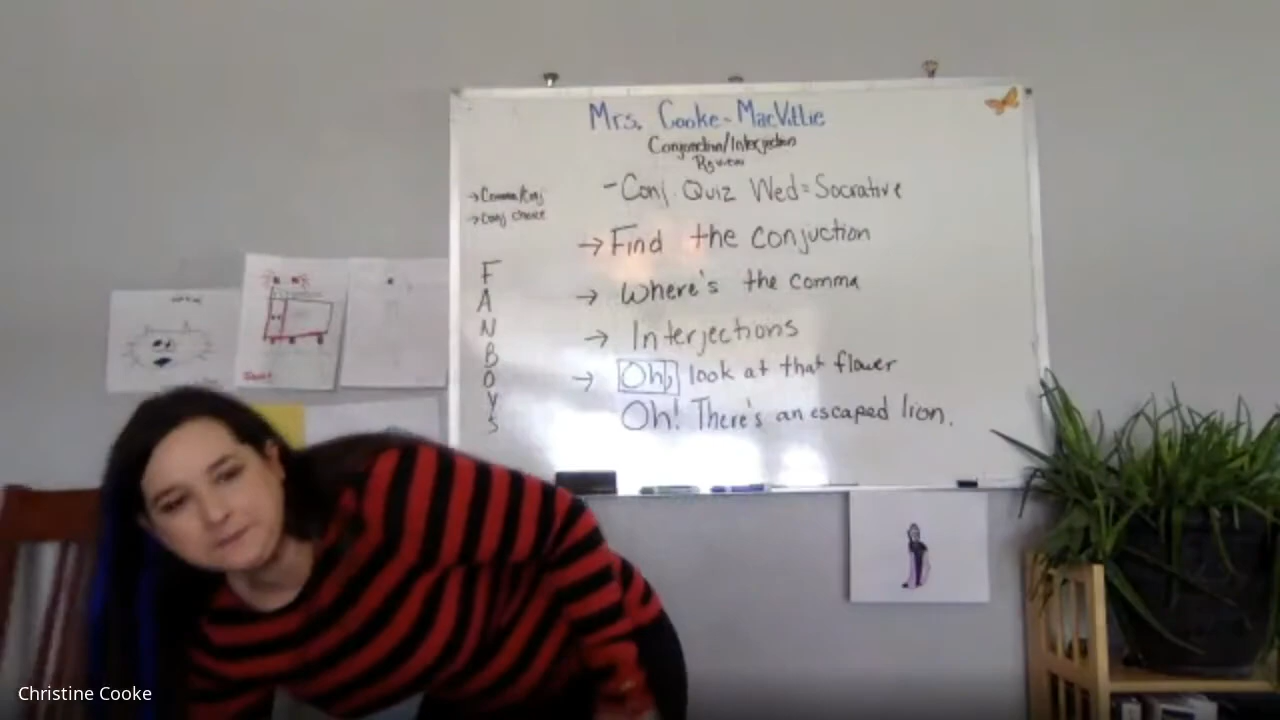 Mrs. Cooke-MacVittie
Conjunction/Interjection
Review
-Conj. Quiz Wed=Socrative
→Comma/Conj
→Conj choice
→Find the conjuction
→ Where's the comma
→ Interjections
→ Oh, look at that flower
Oh! There's an escaped lion.
F
A
N
B
O
Y
S
Christine Cooke